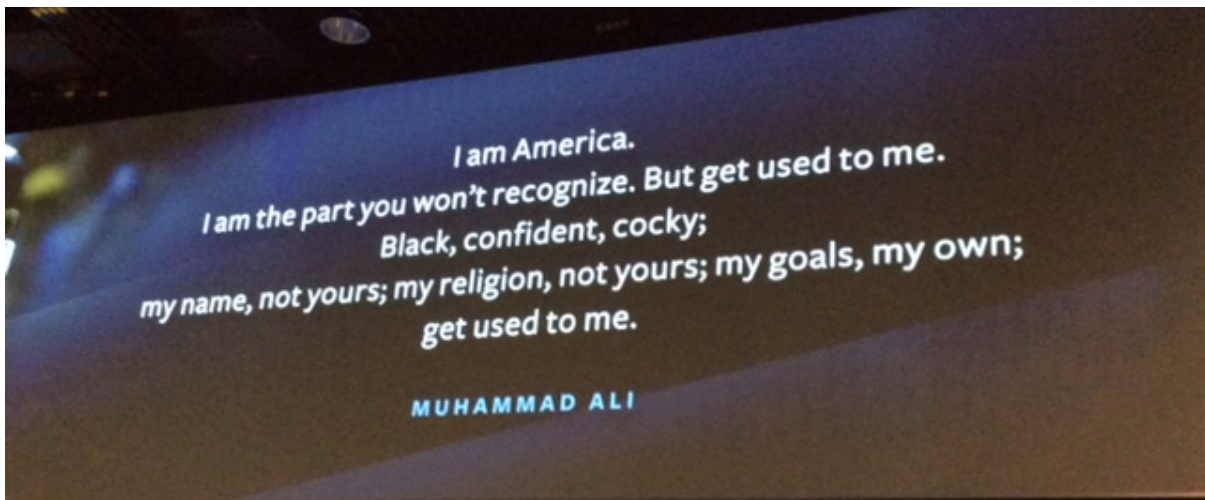 I am America.
I am the part you won't recognize. But get used to me.
Black, confident, cocky;
my name, not yours; my religion, not yours; my goals, my own;
get used to me.
MUHAMMAD ALI